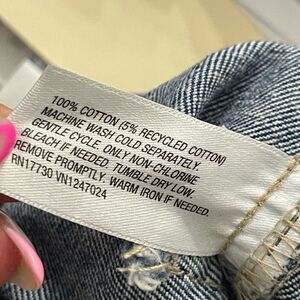 100% COTTON (5% RECYCLED COTTON)
MACHINE WASH COLD SEPARATELY,
GENTLE CYCLE. ONLY NON-CHLORINE
BLEACH IF NEEDED. TUMBLE DRY LOW.
REMOVE PROMPTLY. WARM IRON IF NEEDED.
RN17730 VN1247024